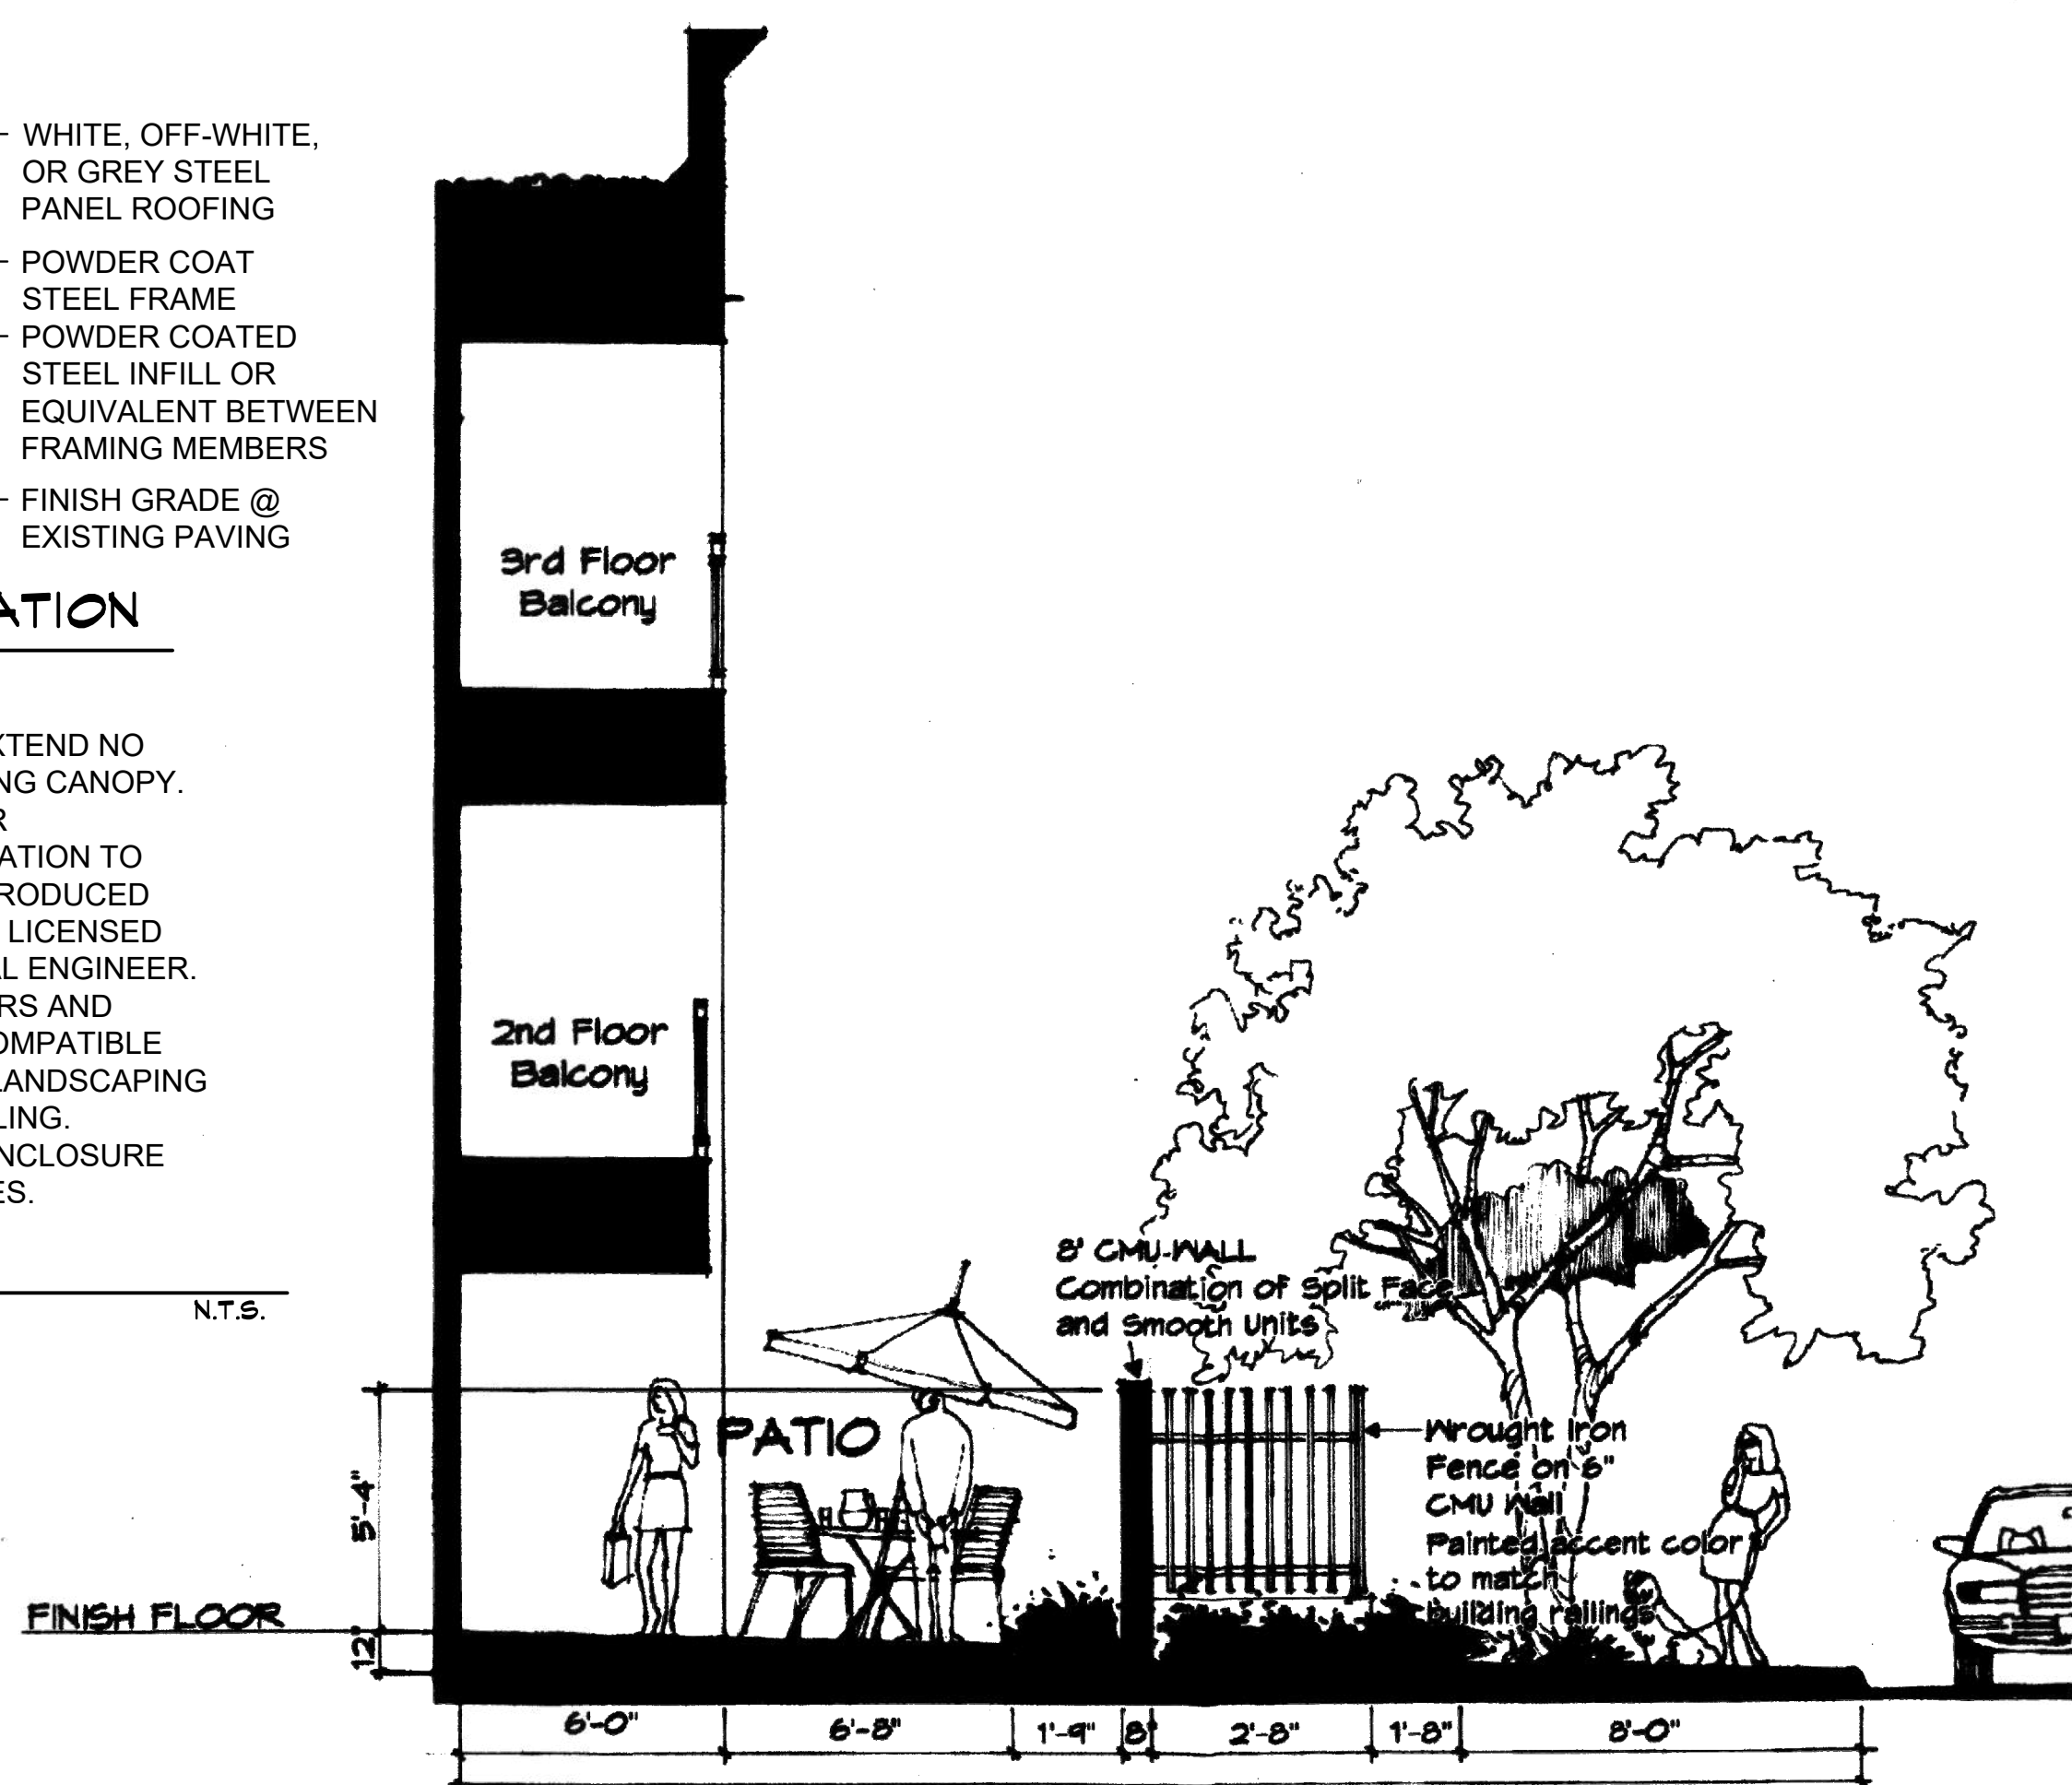 WHITE, OFF-WHITE,
OR GREY STEEL
PANEL ROOFING
POWDER COAT
STEEL FRAME
POWDER COATED
STEEL INFILL OR
EQUIVALENT BETWEEN
FRAMING MEMBERS
FINISH GRADE @
EXISTING PAVING
ATION
XTEND NO
NG CANOPY.
R
ATION TO
RODUCED
LICENSED
AL ENGINEER.
RS AND
OMPATIBLE
LANDSCAPING
LING.
NCLOSURE
ES.
N.T.S.
3rd Floor
Balcony
2nd Floor
Balcony
8' CMU-WALL
Combination of Split Face
and Smooth Units
PATIO
Wrought Iron
Fence on 6"
CMU Wall
Painted accent color
to match
building railings
5'-4"
FINISH FLOOR
12"
6'-0"
6'-8"
1'-9"
8"
2'-8"
1'-8"
8'-0"